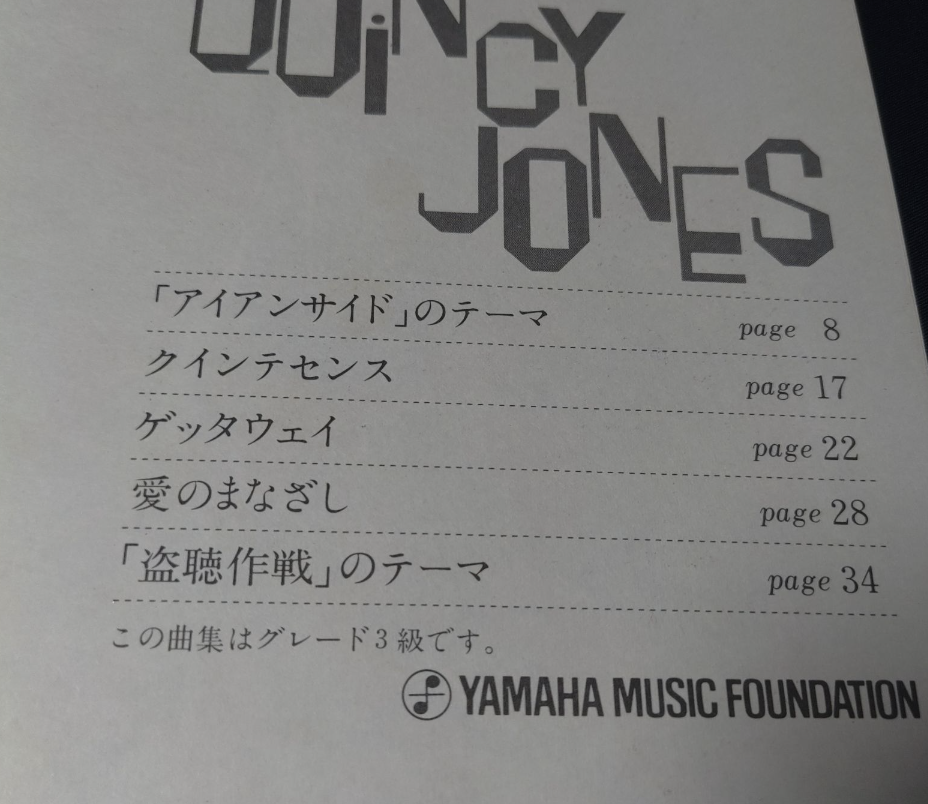 QUiNCY
JONES
「アイアンサイド」のテーマ page 8
クインテセンス page 17
ゲッタウェイ page 22
愛のまなざし page 28
「盗聴作戦」のテーマ page 34
この曲集はグレード3級です。
YAMAHA MUSIC FOUNDATION